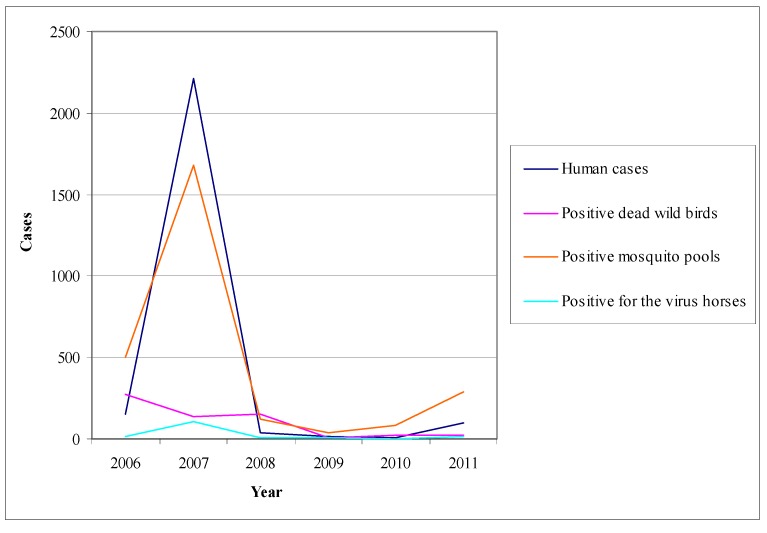 2500
2000
1500
1000
500
0
Cases
2006 2007 2008 2009 2010 2011
Year
Human cases
Positive dead wild birds
Positive mosquito pools
Positive for the virus horses